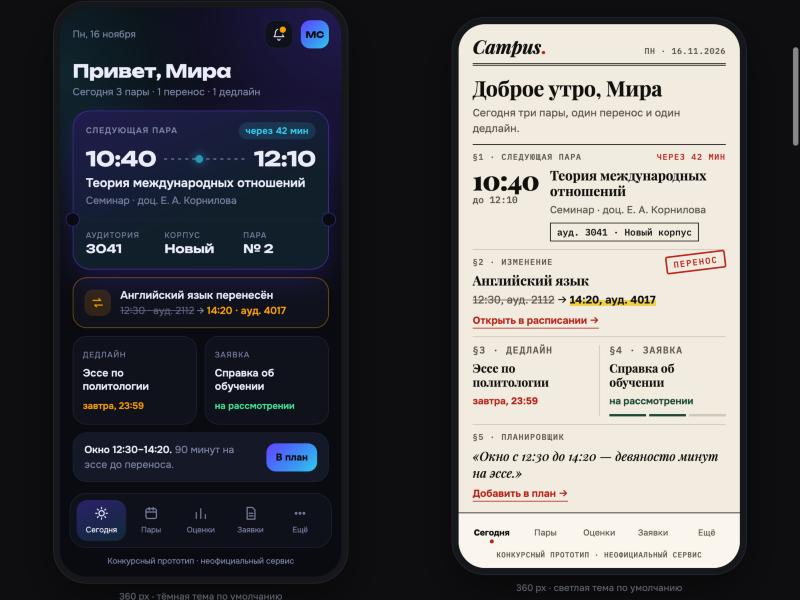 Пн, 16 ноября
МС
Привет, Мира
Сегодня 3 пары · 1 перенос · 1 дедлайн
СЛЕДУЮЩАЯ ПАРА
через 42 мин
10:40
12:10
Теория международных отношений
Семинар · доц. Е. А. Корнилова
АУДИТОРИЯ
КОРПУС
ПАРА
3041
Новый
№ 2
Английский язык перенесён
12:30 · ауд. 2112 → 14:20 · ауд. 4017
ДЕДЛАЙН
Эссе по
политологии
завтра, 23:59
ЗАЯВКА
Справка об
обучении
на рассмотрении
Окно 12:30–14:20. 90 минут на
эссе до переноса.
В план
Сегодня
Пары
Оценки
Заявки
Ещё
Конкурсный прототип · неофициальный сервис
360 px · тёмная тема по умолчанию
Campus.
ПН · 16.11.2026
Доброе утро, Мира
Сегодня три пары, один перенос и один
дедлайн.
§1 · СЛЕДУЮЩАЯ ПАРА
ЧЕРЕЗ 42 МИН
10:40
до 12:10
Теория международных
отношений
Семинар · доц. Е. А. Корнилова
ауд. 3041 · Новый корпус
§2 · ИЗМЕНЕНИЕ
ПЕРЕНОС
Английский язык
12:30, ауд. 2112 → 14:20, ауд. 4017
Открыть в расписании →
§3 · ДЕДЛАЙН
Эссе по
политологии
завтра, 23:59
§4 · ЗАЯВКА
Справка об
обучении
на рассмотрении
§5 · ПЛАНИРОВЩИК
«Окно с 12:30 до 14:20 — девяносто минут
на эссе.»
Добавить в план →
Сегодня
Пары
Оценки
Заявки
Ещё
КОНКУРСНЫЙ ПРОТОТИП · НЕОФИЦИАЛЬНЫЙ СЕРВИС
360 px · светлая тема по умолчанию